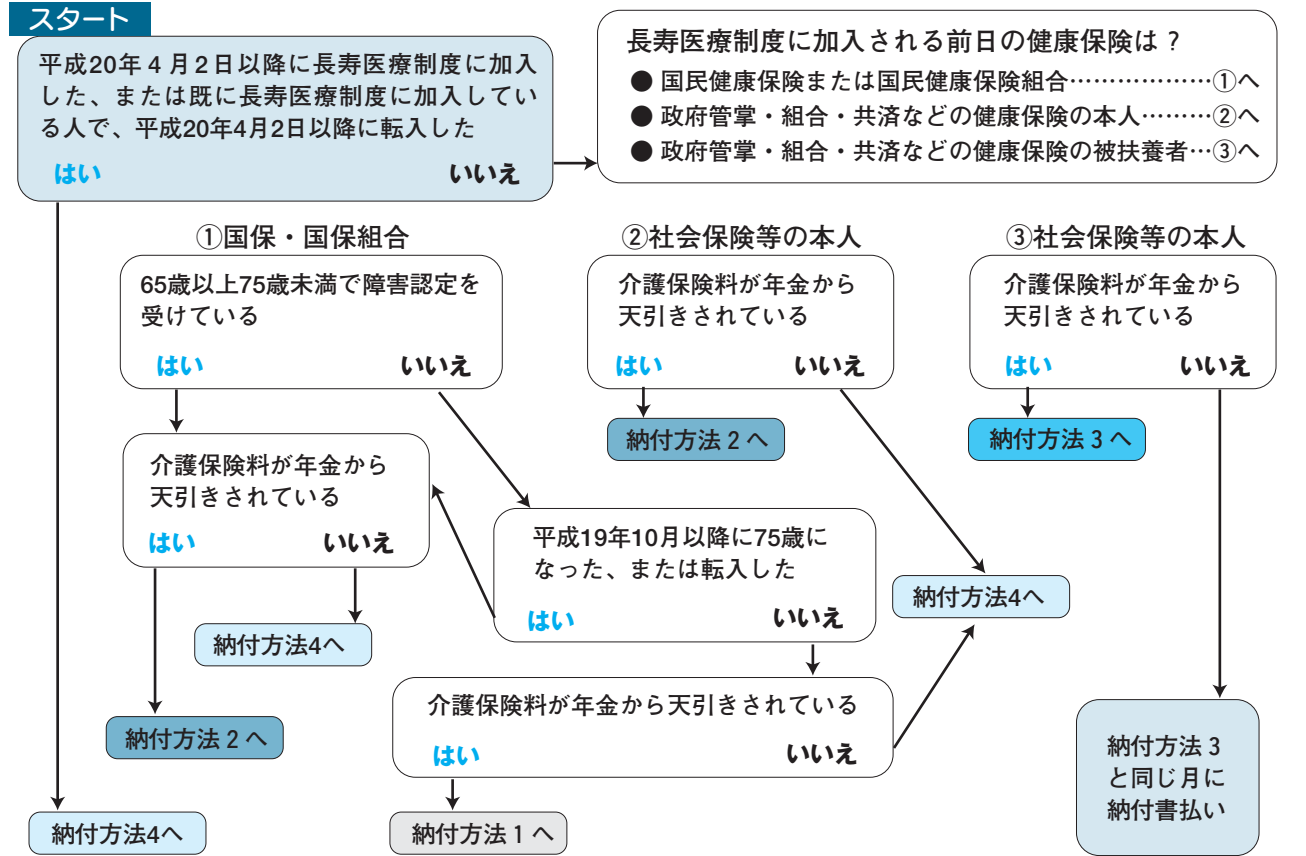 スタート
平成20年4月2日以降に長寿医療制度に加入
した、または既に長寿医療制度に加入してい
る人で、平成20年4月2日以降に転入した
はい いいえ
長寿医療制度に加入される前日の健康保険は？
● 国民健康保険または国民健康保険組合………………①へ
● 政府管掌・組合・共済などの健康保険の本人………②へ
● 政府管掌・組合・共済などの健康保険の被扶養者…③へ
①国保・国保組合
65歳以上75歳未満で障害認定を
受けている
はい いいえ
②社会保険等の本人
介護保険料が年金から
天引きされている
はい いいえ
③社会保険等の本人
介護保険料が年金から
天引きされている
はい いいえ
納付方法2へ
納付方法3へ
介護保険料が年金から
天引きされている
はい いいえ
平成19年10月以降に75歳に
なった、または転入した
はい いいえ
納付方法4へ
納付方法4へ
介護保険料が年金から天引きされている
はい いいえ
納付方法2へ
納付方法3
と同じ月に
納付書払い
納付方法4へ
納付方法1へ